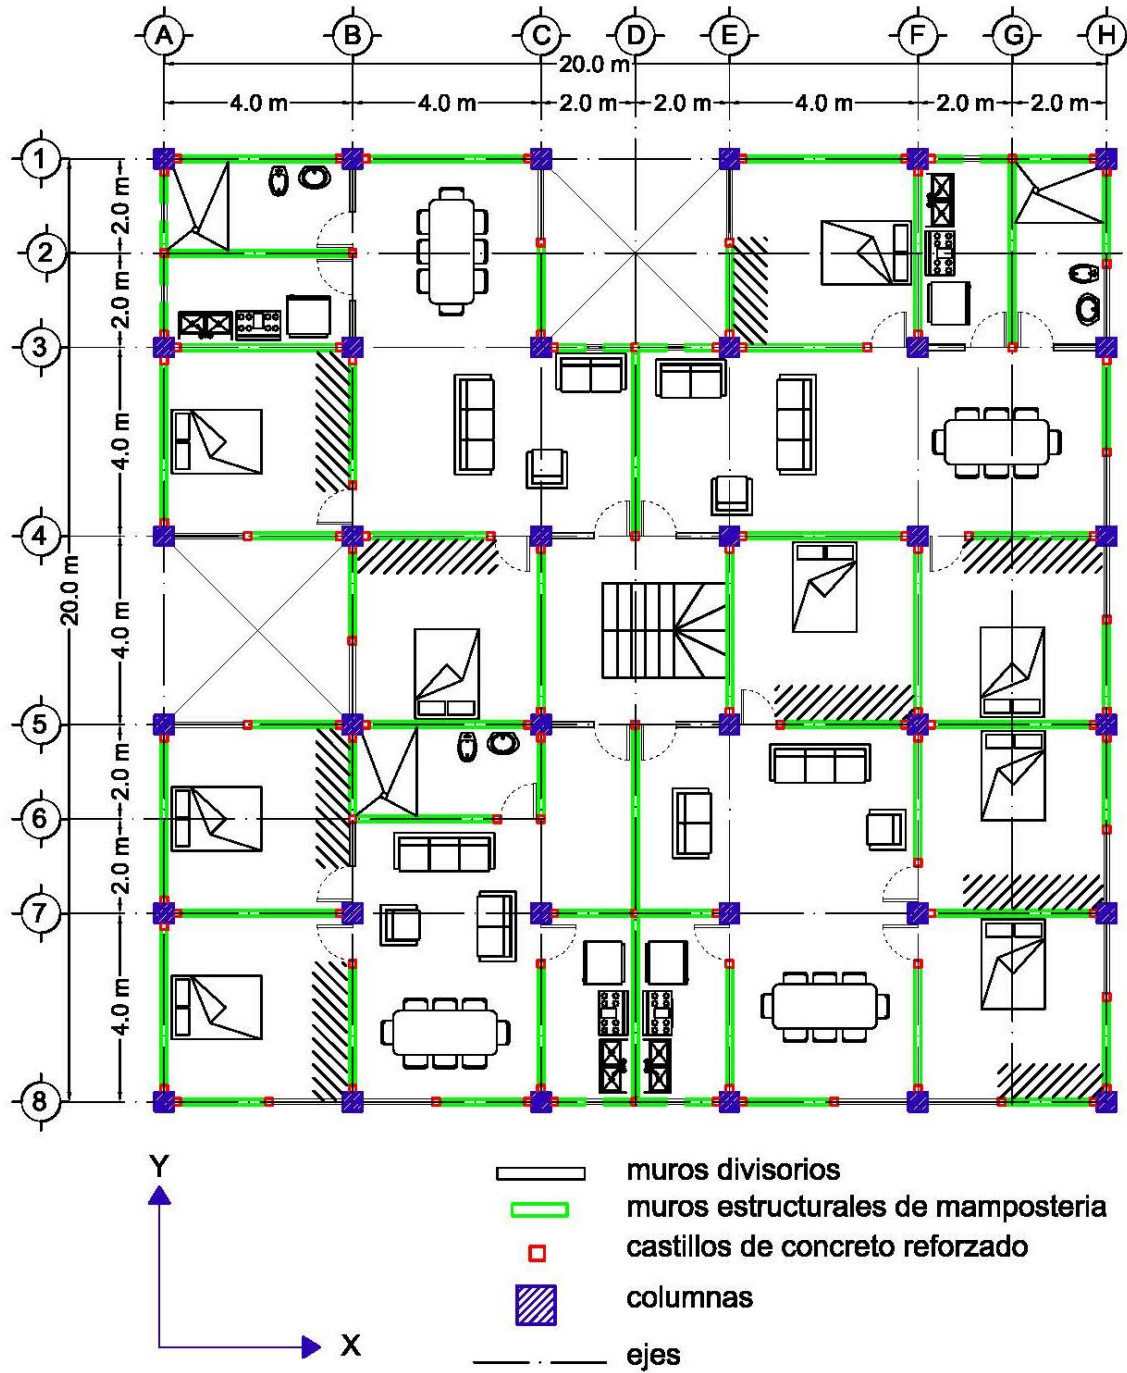 A B C D E F G H
20.0 m
4.0 m 4.0 m 2.0 m 2.0 m 4.0 m 2.0 m 2.0 m
1
2.0 m
2
2.0 m
3
4.0 m
4
20.0 m
4.0 m
5
2.0 m
6
2.0 m
7
4.0 m
8
Y
X
muros divisorios
muros estructurales de mamposteria
castillos de concreto reforzado
columnas
ejes